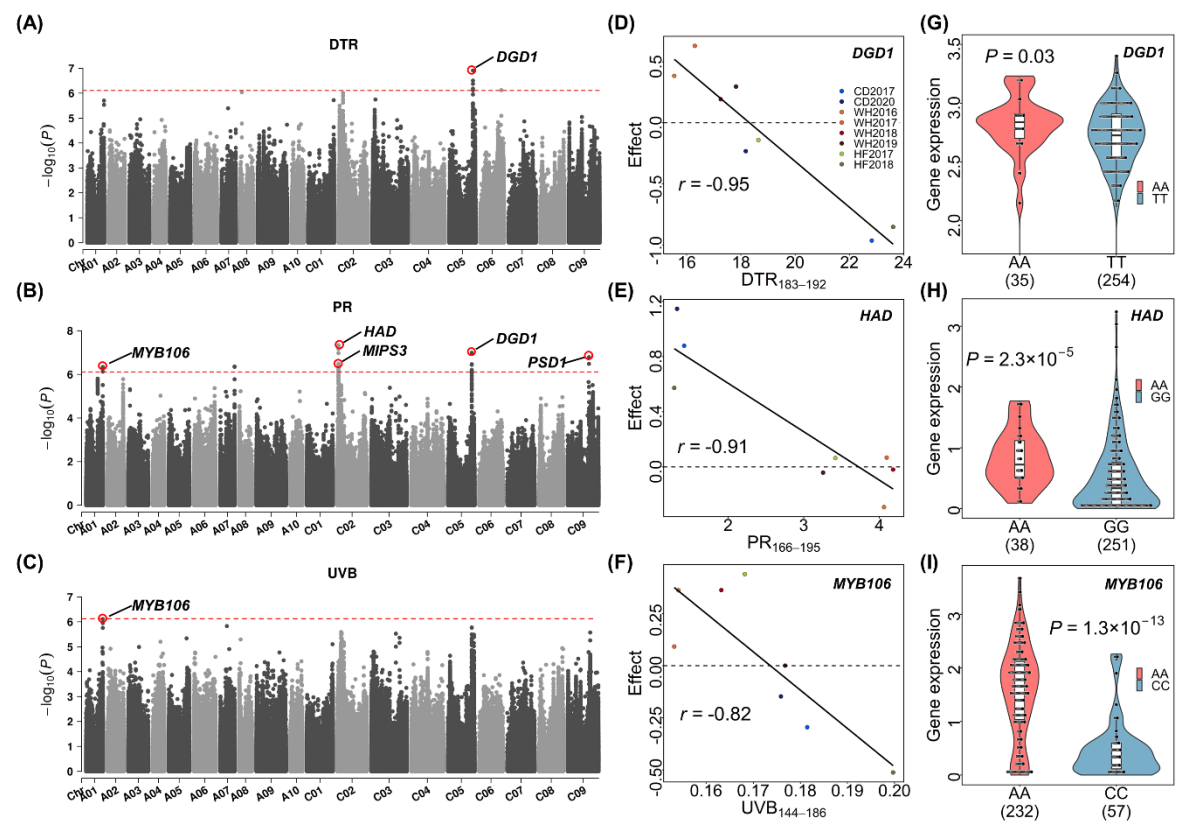 (A)
DTR
DGD1
−log10(P)
7
6
5
4
3
2
1
0
Chr A01 A02 A03 A04 A05 A06 A07 A08 A09 A10 C01 C02 C03 C04 C05 C06 C07 C08 C09
(B)
PR
MYB106
HAD
MIPS3
DGD1
PSD1
−log10(P)
8
6
4
2
0
Chr A01 A02 A03 A04 A05 A06 A07 A08 A09 A10 C01 C02 C03 C04 C05 C06 C07 C08 C09
(C)
UVB
MYB106
−log10(P)
7
6
5
4
3
2
1
0
Chr A01 A02 A03 A04 A05 A06 A07 A08 A09 A10 C01 C02 C03 C04 C05 C06 C07 C08 C09
(D)
DGD1
CD2017
CD2020
WH2016
WH2017
WH2018
WH2019
HF2017
HF2018
r = -0.95
Effect
0.5
0.0
-0.5
-1.0
16 18 20 22 24
DTR183–192
(E)
HAD
r = -0.91
Effect
1.2
0.8
0.4
0.0
2 3 4
PR166–195
(F)
MYB106
r = -0.82
Effect
0.25
0.00
-0.25
-0.50
0.16 0.17 0.18 0.19 0.20
UVB144–186
(G)
DGD1
P = 0.03
Gene expression
3.5
3.0
2.5
2.0
AA
TT
AA TT
(35) (254)
(H)
HAD
P = 2.3×10−5
Gene expression
3
2
1
0
AA
GG
AA GG
(38) (251)
(I)
MYB106
P = 1.3×10−13
Gene expression
3
2
1
0
AA
CC
AA CC
(232) (57)